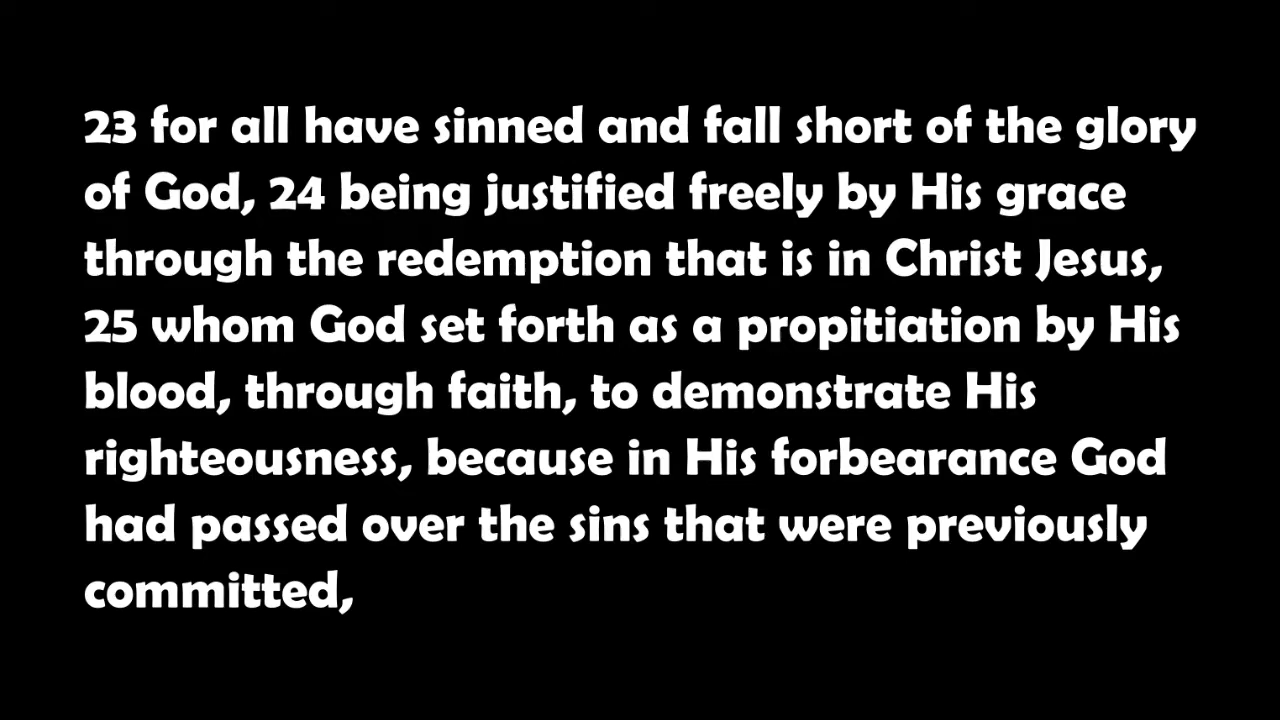 23 for all have sinned and fall short of the glory
of God, 24 being justified freely by His grace
through the redemption that is in Christ Jesus,
25 whom God set forth as a propitiation by His
blood, through faith, to demonstrate His
righteousness, because in His forbearance God
had passed over the sins that were previously
committed,